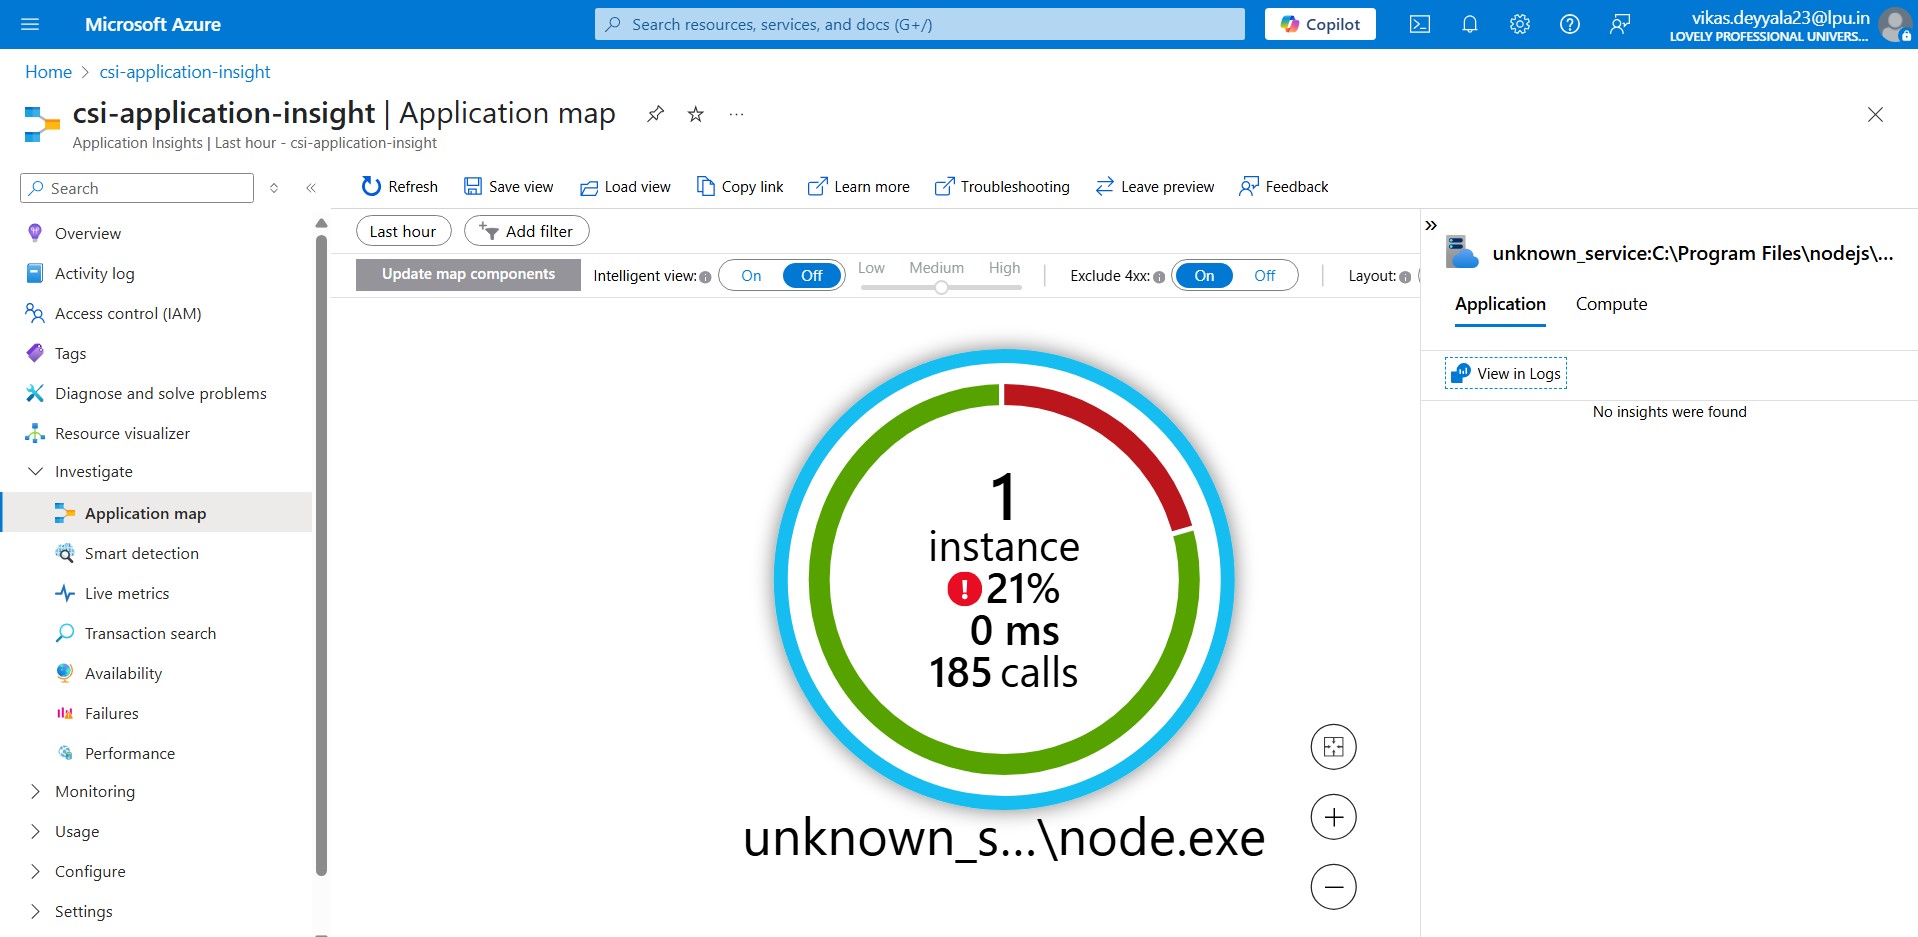 Microsoft Azure
Search resources, services, and docs (G+/)
Copilot
vikas.deyyala23@lpu.in
LOVELY PROFESSIONAL UNIVERS...
Home > csi-application-insight
csi-application-insight | Application map
Application Insights | Last hour - csi-application-insight
Search
Overview
Activity log
Access control (IAM)
Tags
Diagnose and solve problems
Resource visualizer
Investigate
Application map
Smart detection
Live metrics
Transaction search
Availability
Failures
Performance
Monitoring
Usage
Configure
Settings
Refresh
Save view
Load view
Copy link
Learn more
Troubleshooting
Leave preview
Feedback
Last hour
Add filter
Update map components
Intelligent view:
On
Off
Low
Medium
High
Exclude 4xx:
On
Off
Layout:
1
instance
21%
0 ms
185 calls
unknown_s...\node.exe
unknown_service:C:\Program Files\nodejs\...
Application
Compute
View in Logs
No insights were found